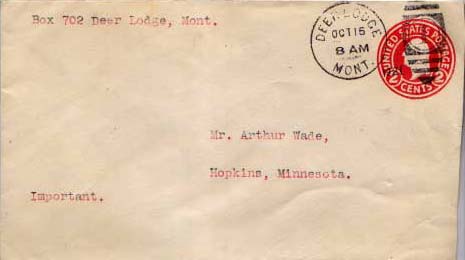 Box 702 Deer Lodge, Mont.
DEER LODGE
OCT 15
8 AM
MONT.
UNITED STATES POSTAGE
2 CENTS 2
Mr. Arthur Wade,
Hopkins, Minnesota.
Important.